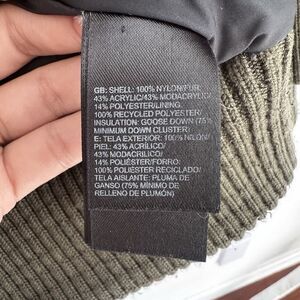 GB: SHELL: 100% NYLON/FUR:
43% ACRYLIC/43% MODACRYLIC/
14% POLYESTER/LINING:
100% RECYCLED POLYESTER/
INSULATION: GOOSE DOWN (75%
MINIMUM DOWN CLUSTER)
E: TELA EXTERIOR: 100% NILÓN/
PIEL: 43% ACRÍLICO/
43% MODACRÍLICO/
14% POLIÉSTER/FORRO:
100% POLIÉSTER RECICLADO/
TELA AISLANTE: PLUMA DE
GANSO (75% MÍNIMO DE
RELLENO DE PLUMÓN)